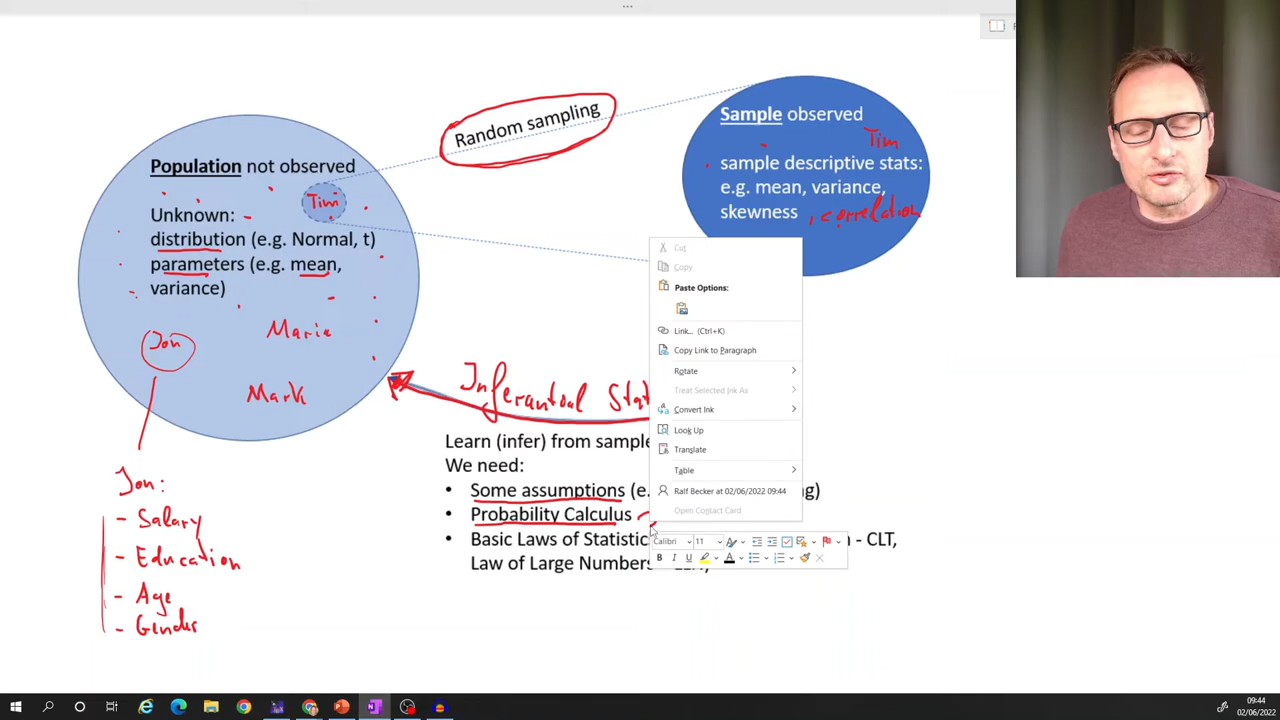 Random sampling
Sample observed
Tim
sample descriptive stats:
e.g. mean, variance,
skewness , correlation
Population not observed
Tim
Unknown:
distribution (e.g. Normal, t)
parameters (e.g. mean,
variance)
Jon
Marie
Mark
Cut
Copy
Paste Options:
Link... (Ctrl+K)
Copy Link to Paragraph
Rotate
Treat Selected Ink As
Convert Ink
Look Up
Translate
Table
Ralf Becker at 02/06/2022 09:44
Open Contact Card
Calibri 11
B I U A
Inferantoal Stat
Learn (infer) from sample
We need:
• Some assumptions (e. g)
• Probability Calculus
• Basic Laws of Statistics n - CLT,
Law of Large Numbers
Jon:
- Salary
- Education
- Age
- Gender
09:44
02/06/2022